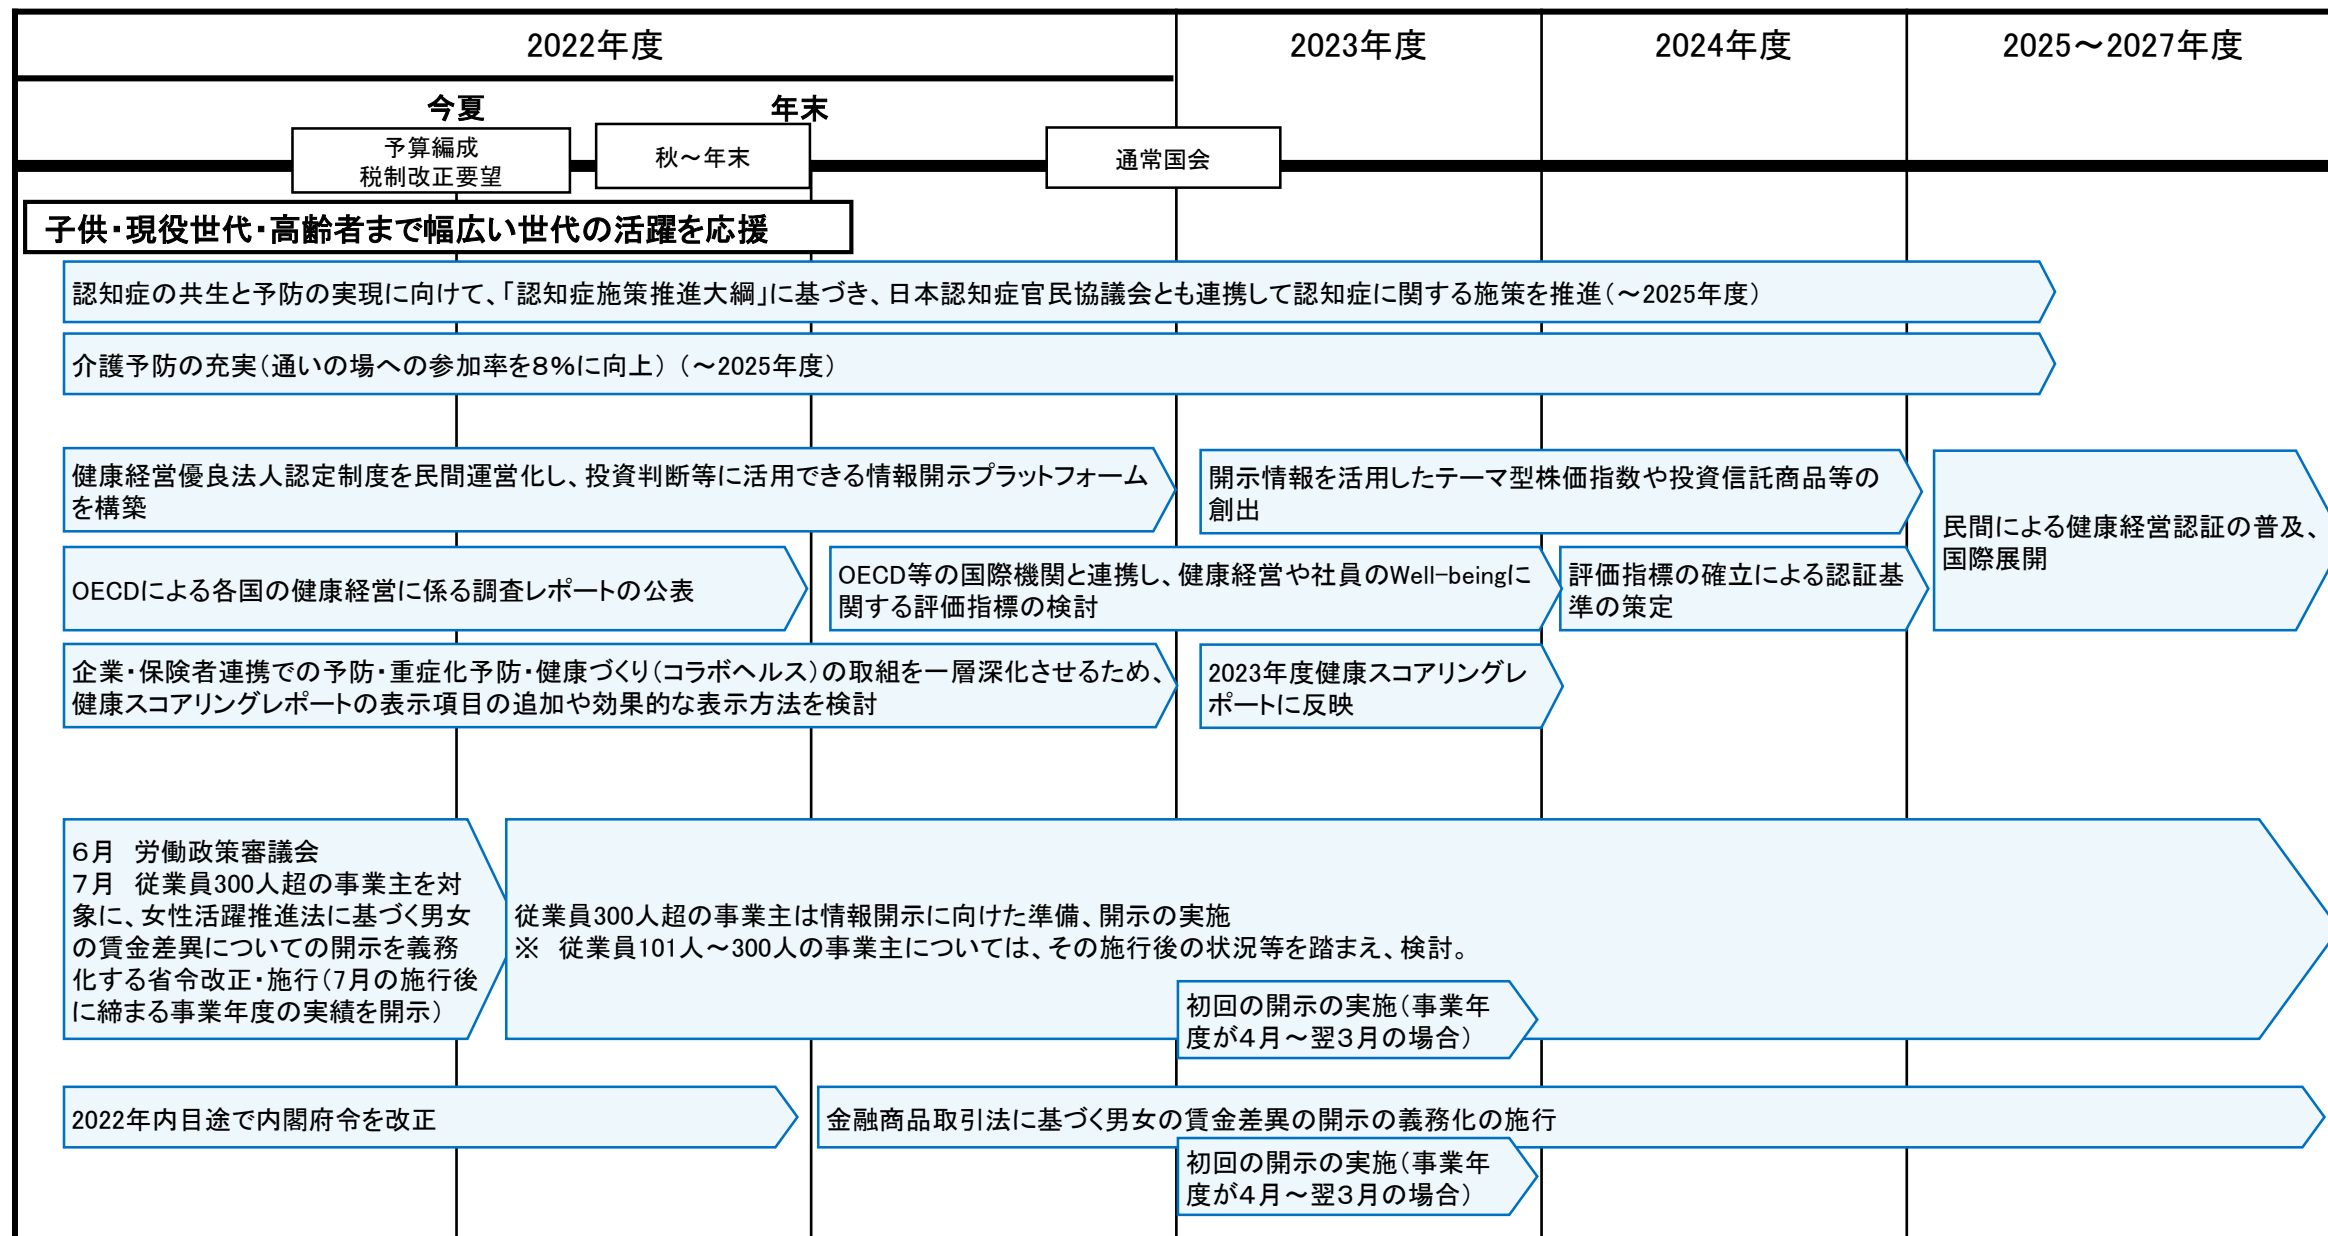 2022年度
2023年度
2024年度
2025～2027年度
今夏
年末
予算編成
税制改正要望
秋～年末
通常国会
子供・現役世代・高齢者まで幅広い世代の活躍を応援
認知症の共生と予防の実現に向けて、「認知症施策推進大綱」に基づき、日本認知症官民協議会とも連携して認知症に関する施策を推進（～2025年度）
介護予防の充実（通いの場への参加率を８％に向上）（～2025年度）
健康経営優良法人認定制度を民間運営化し、投資判断等に活用できる情報開示プラットフォーム
を構築
開示情報を活用したテーマ型株価指数や投資信託商品等の
創出
民間による健康経営認証の普及、
国際展開
OECDによる各国の健康経営に係る調査レポートの公表
OECD等の国際機関と連携し、健康経営や社員のWell-beingに
関する評価指標の検討
評価指標の確立による認証基
準の策定
企業・保険者連携での予防・重症化予防・健康づくり（コラボヘルス）の取組を一層深化させるため、
健康スコアリングレポートの表示項目の追加や効果的な表示方法を検討
2023年度健康スコアリングレ
ポートに反映
６月　労働政策審議会
７月　従業員300人超の事業主を対
象に、女性活躍推進法に基づく男女
の賃金差異についての開示を義務
化する省令改正・施行（7月の施行後
に締まる事業年度の実績を開示）
従業員300人超の事業主は情報開示に向けた準備、開示の実施
※　従業員101人～300人の事業主については、その施行後の状況等を踏まえ、検討。
初回の開示の実施（事業年
度が４月～翌３月の場合）
2022年内目途で内閣府令を改正
金融商品取引法に基づく男女の賃金差異の開示の義務化の施行
初回の開示の実施（事業年
度が４月～翌３月の場合）